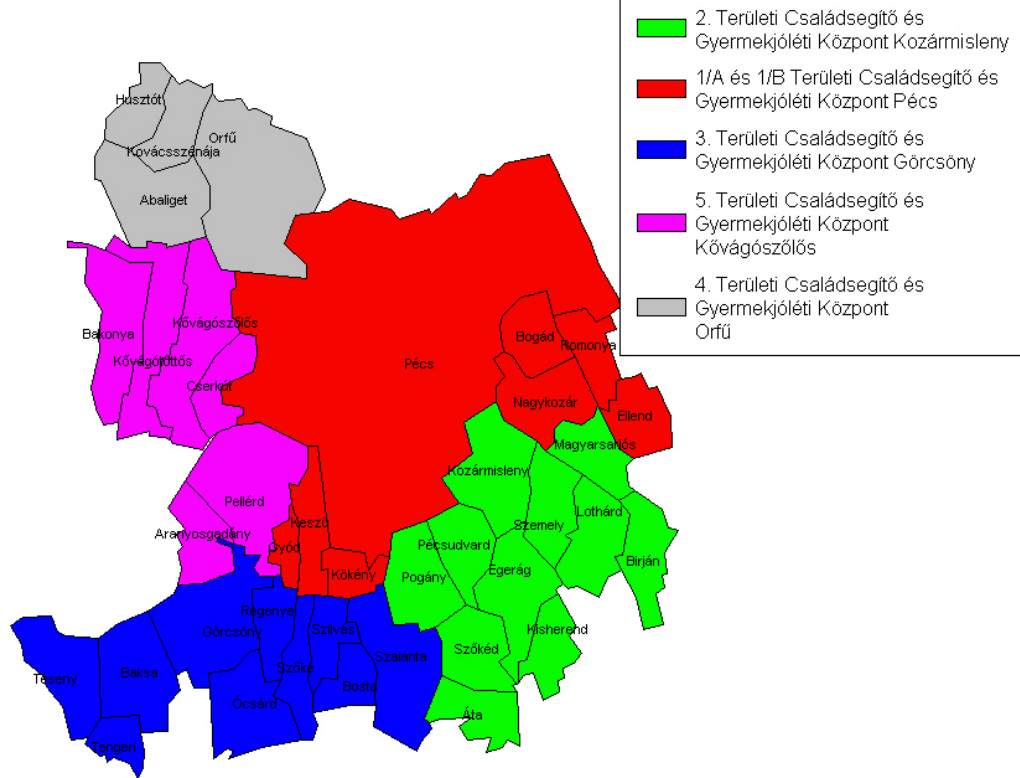 2. Területi Családsegítő és
Gyermekjóléti Központ Kozármisleny
1/A és 1/B Területi Családsegítő és
Gyermekjóléti Központ Pécs
3. Területi Családsegítő és
Gyermekjóléti Központ Görcsöny
5. Területi Családsegítő és
Gyermekjóléti Központ
Kővágószőlős
4. Területi Családsegítő és
Gyermekjóléti Központ
Orfű
Husztót
Orfű
Kovácsszénája
Abaliget
Kővágószőlős
Bakonya
Kővágótöttős
Cserkút
Pécs
Bogád
Romonya
Nagykozár
Ellend
Magyarsarlós
Kozármisleny
Pellérd
Lothárd
Keszü
Szemely
Aranyosgadány
Gyód
Pécsudvard
Birján
Egerág
Kökény
Pogány
Regenye
Görcsöny
Szilvás
Kisherend
Szalánta
Szőkéd
Szőke
Baksa
Téseny
Bosta
Ócsárd
Áta
Tengeri